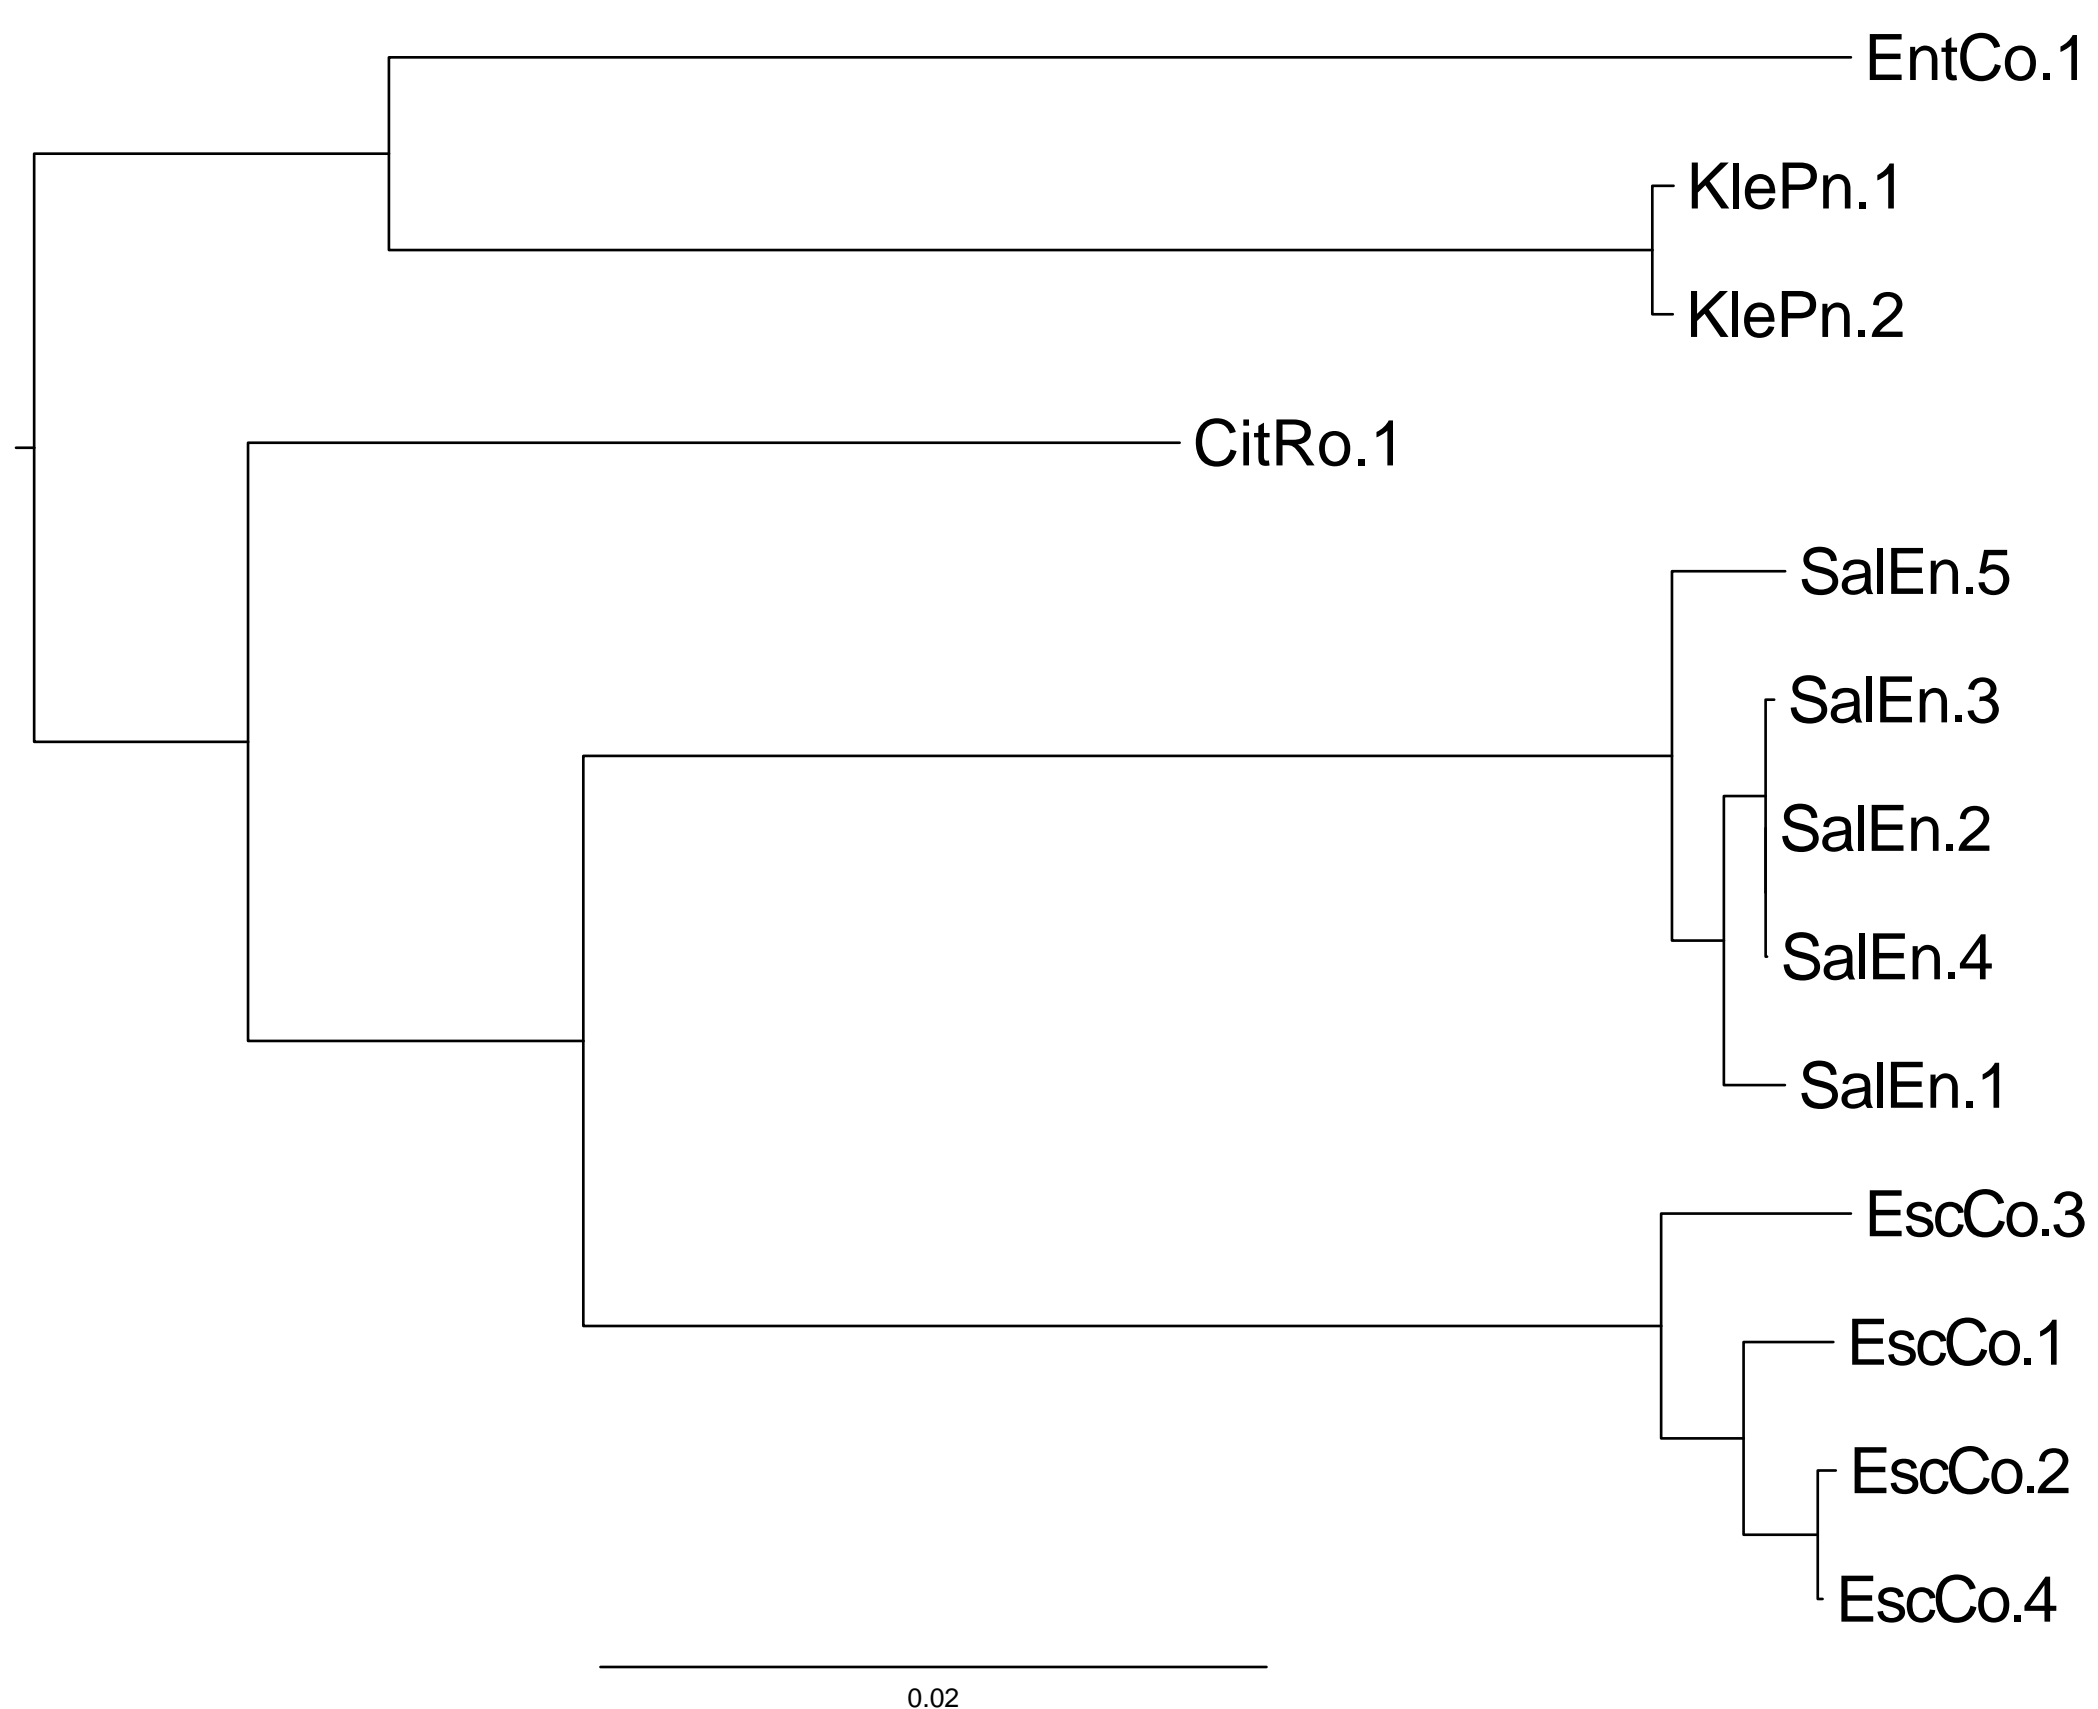 EntCo.1
KlePn.1
KlePn.2
CitRo.1
SalEn.5
SalEn.3
SalEn.2
SalEn.4
SalEn.1
EscCo.3
EscCo.1
EscCo.2
EscCo.4
0.02